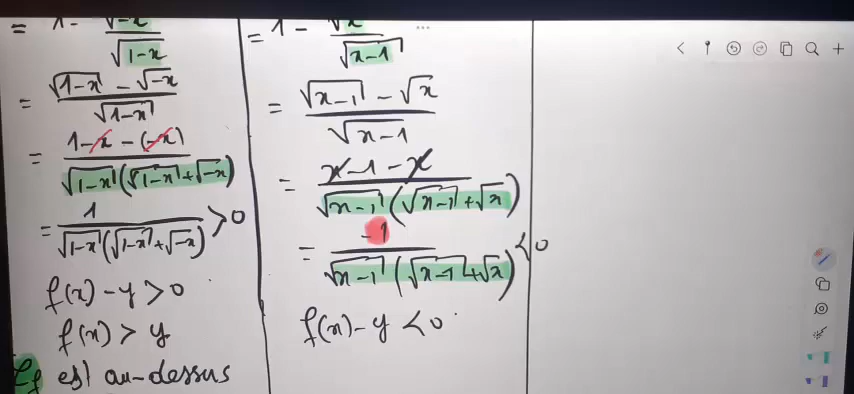 = 1 - √-x / √1-x
= √1-x - √-x / √1-x
= 1-x - (-x) / √1-x (√1-x + √-x)
= 1 / √1-x (√1-x + √-x) > 0
f(x) - y > 0
f(x) > y
Cf est au-dessus
= 1 - √x / √x-1
= √x-1 - √x / √x-1
= x-1-x / √x-1 (√x-1 + √x)
= -1 / √x-1 (√x-1 + √x) < 0
f(x) - y < 0